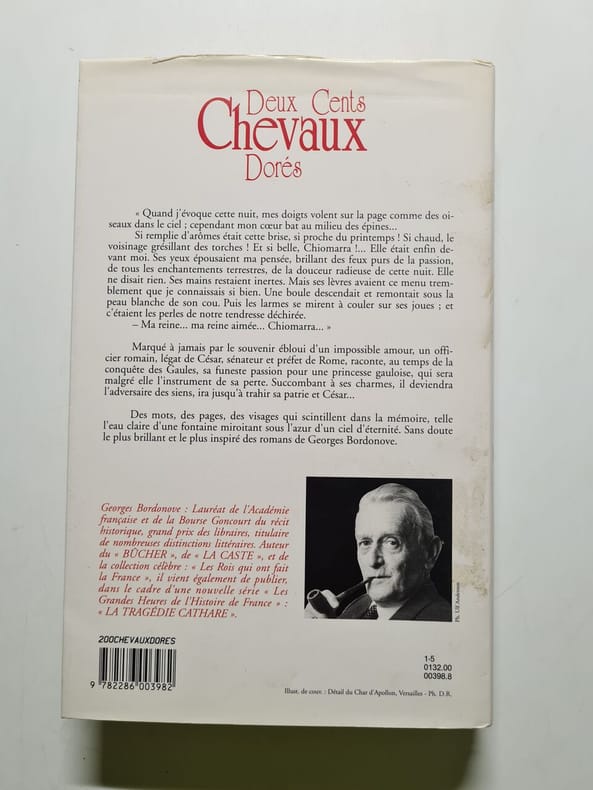 Deux Cents
Chevaux
Dorés
« Quand j'évoque cette nuit, mes doigts volent sur la page comme des oi-
seaux dans le ciel ; cependant mon cœur bat au milieu des épines...
Si remplie d'arômes était cette brise, si proche du printemps ! Si chaud, le
voisinage grésillant des torches ! Et si belle, Chiomarra !... Elle était enfin de-
vant moi. Ses yeux épousaient ma pensée, brillant des feux purs de la passion,
de tous les enchantements terrestres, de la douceur radieuse de cette nuit. Elle
ne disait rien. Ses mains restaient inertes. Mais ses lèvres avaient ce menu trem-
blement que je connaissais si bien. Une boule descendait et remontait sous la
peau blanche de son cou. Puis les larmes se mirent à couler sur ses joues ; et
c'étaient les perles de notre tendresse déchirée.
– Ma reine... ma reine aimée... Chiomarra... »
Marqué à jamais par le souvenir ébloui d'un impossible amour, un offi-
cier romain, légat de César, sénateur et préfet de Rome, raconte, au temps de la
conquête des Gaules, sa funeste passion pour une princesse gauloise, qui sera
malgré elle l'instrument de sa perte. Succombant à ses charmes, il deviendra
l'adversaire des siens, ira jusqu'à trahir sa patrie et César...
Des mots, des pages, des visages qui scintillent dans la mémoire, telle
l'eau claire d'une fontaine miroitant sous l'azur d'un ciel d'éternité. Sans doute
le plus brillant et le plus inspiré des romans de Georges Bordonove.
Georges Bordonove : Lauréat de l'Académie
française et de la Bourse Goncourt du récit
historique, grand prix des libraires, titulaire
de nombreuses distinctions littéraires. Auteur
du « BÛCHER », de « LA CASTE », et de
la collection célèbre : « Les Rois qui ont fait
la France », il vient également de publier,
dans le cadre d'une nouvelle série « Les
Grandes Heures de l'Histoire de France » :
« LA TRAGÉDIE CATHARE ».
Ph. Ulf Andersen
200CHEVAUXDORES
9 782286 003982
1-5
0132.00
00398.8
Illust. de couv. : Détail du Char d'Apollon, Versailles - Ph. D.R.